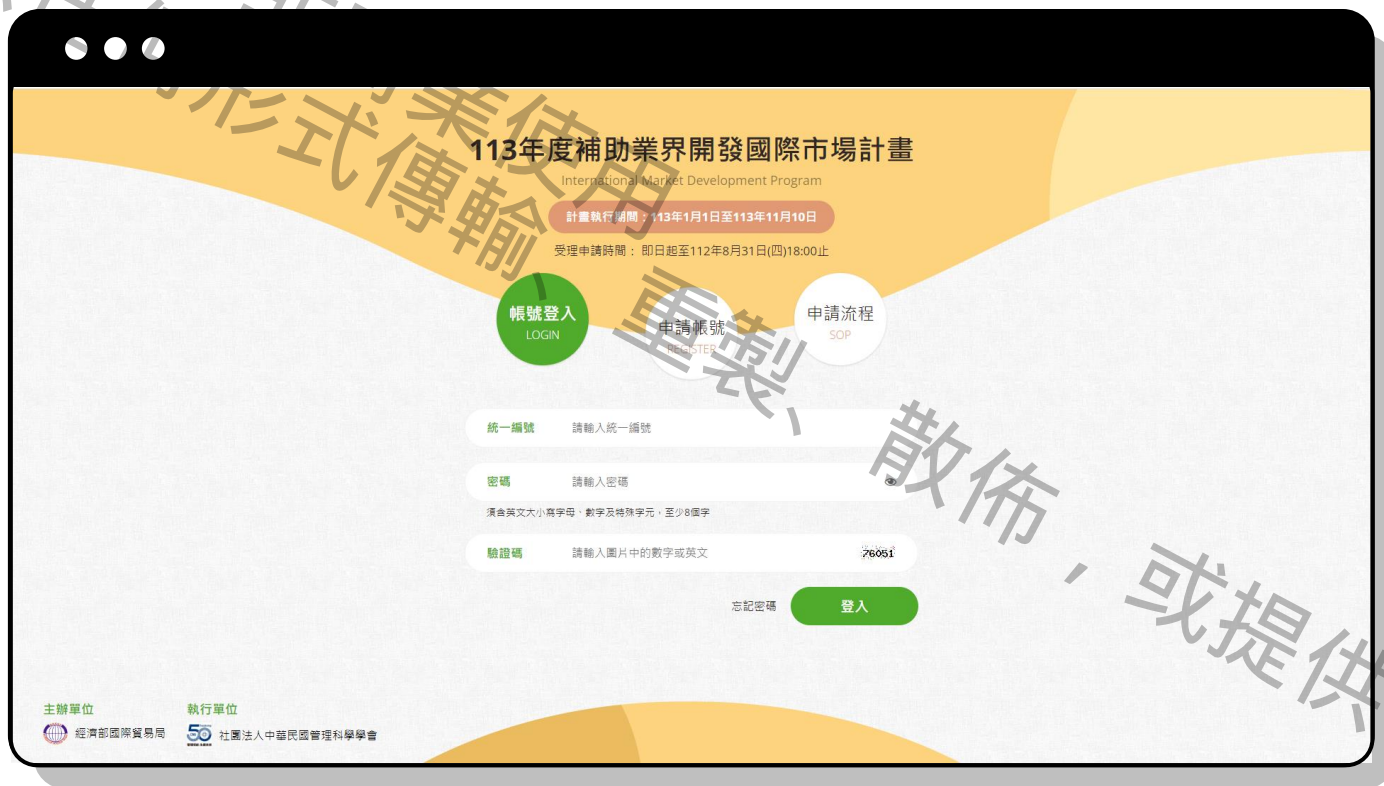 113年度補助業界開發國際市場計畫
International Market Development Program
計畫執行期間：113年1月1日至113年11月10日
受理申請時間： 即日起至112年8月31日(四)18:00止
帳號登入
LOGIN
申請帳號
REGISTER
申請流程
SOP
統一編號 請輸入統一編號
密碼 請輸入密碼
須含英文大小寫字母、數字及特殊字元，至少8個字
驗證碼 請輸入圖片中的數字或英文 76051
忘記密碼 登入
主辦單位 執行單位
經濟部國際貿易局 50 社團法人中華民國管理科學學會
業使用
形式傳輸、重製、散佈，或提供